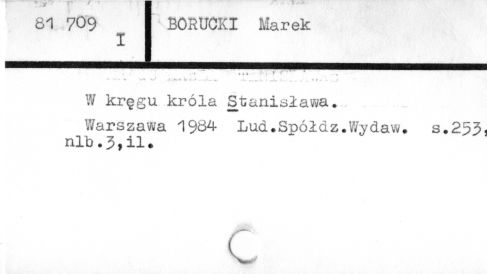 81 709 BORUCKI Marek
I
W kręgu króla Stanisława.
Warszawa 1984 Lud.Spółdz.Wydaw. s.253,
nlb.3,il.